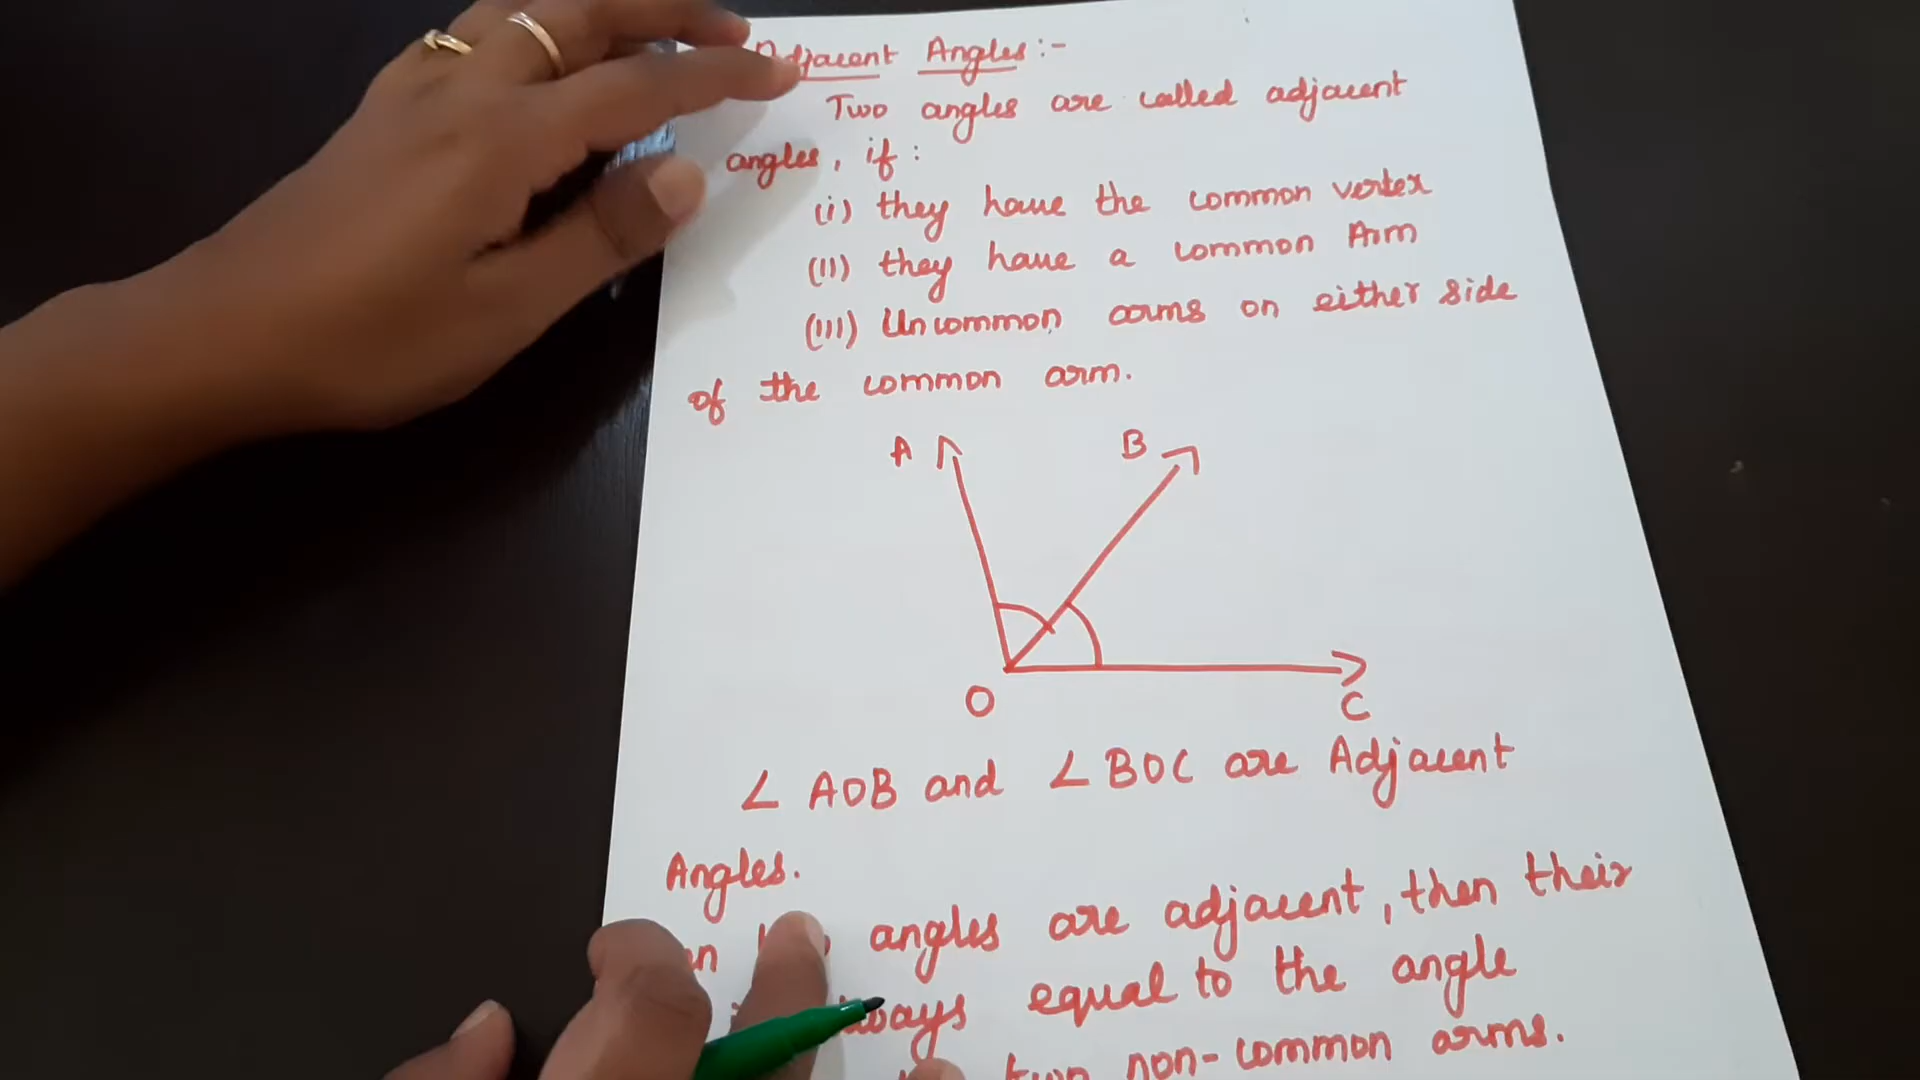 Adjacent Angles:-
Two angles are called adjacent
angles, if:
(i) they have the common vertex
(II) they have a common Arm
(III) Uncommon arms on either side
of the common arm.
A B
O C
∠ AOB and ∠ BOC are Adjacent
Angles.
angles are adjacent, then their
equal to the angle
two non-common arms.